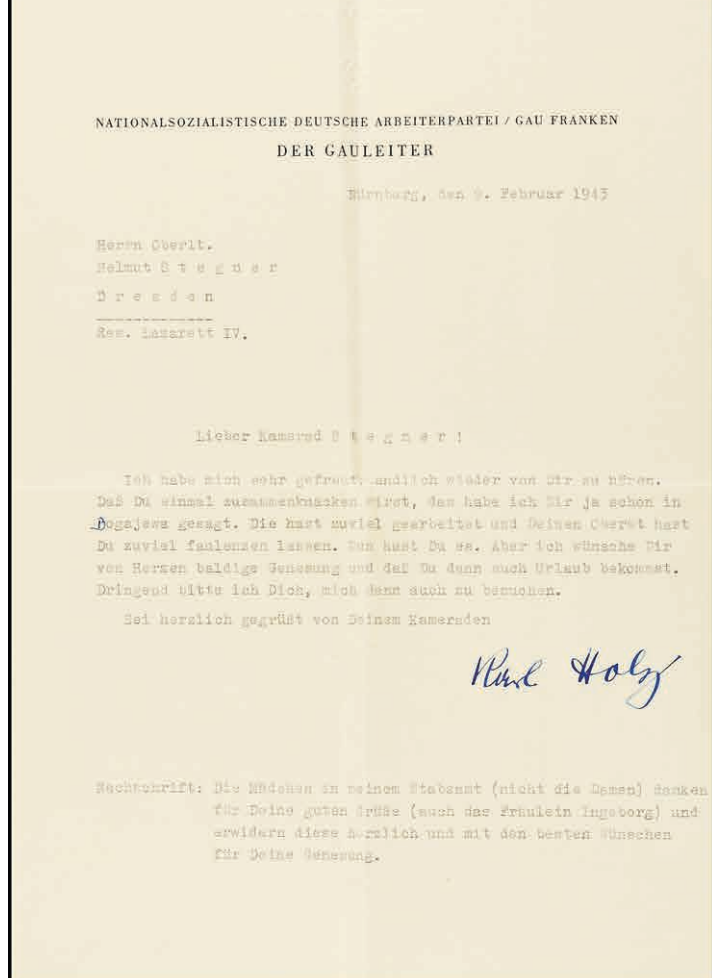 NATIONALSOZIALISTISCHE DEUTSCHE ARBEITERPARTEI / GAU FRANKEN
DER GAULEITER
Nürnberg, den 9. Februar 1943
Herrn Oberlt.
Helmut S t e g n e r
D r e s d e n
Res. Lazarett IV.
Lieber Kamerad S t e g n e r !
Ich habe mich sehr gefreut, endlich wieder von Dir zu hören.
Daß Du einmal zusammenknacken wirst, das habe ich Dir ja schon in
Dogajewa gesagt. Die hast zuviel gearbeitet und Deinen Oberst hast
Du zuviel faulenzen lassen. Nun hast Du es. Aber ich wünsche Dir
von Herzen baldige Genesung und daß Du dann auch Urlaub bekommst.
Dringend bitte ich Dich, mich dann auch zu besuchen.
Sei herzlich gegrüßt von Deinem Kameraden
Karl Holz
Nachschrift: Die Mädchen in meinem Stabsamt (nicht die Damen) danken
für Deine guten Grüße (auch das Fräulein Ingeborg) und
erwidern diese herzlich und mit den besten Wünschen
für Deine Genesung.